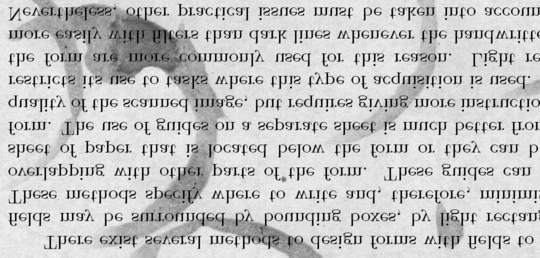 There exist several methods to design forms with fields to
fields may be surrounded by bounding boxes, by light rectang
These methods specify where to write and, therefore, minimi
overlapping with other parts of the form. These guides can
sheet of paper that is located below the form or they can b
form. The use of guides on a separate sheet is much better fro
quality of the scanned image, but requires giving more instructio
restricts its use to tasks where this type of acquisition is used.
the form are more commonly used for this reason. Light re
more easily with filters than dark lines whenever the handwritte
Nevertheless, other practical issues must be taken into accoun